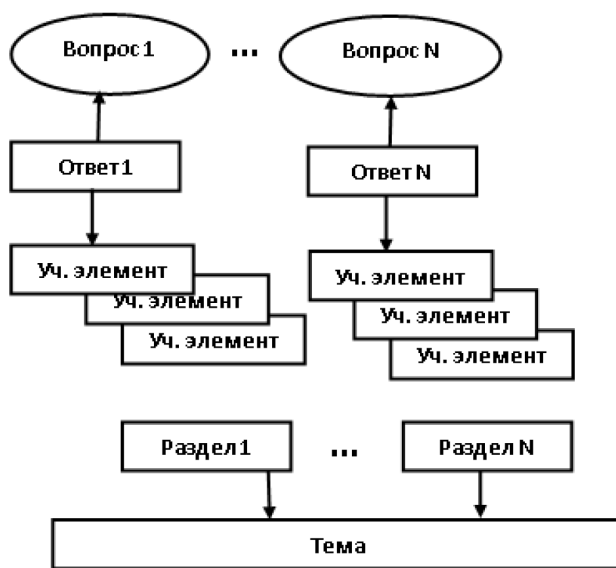 Вопрос 1 ... Вопрос N
Ответ 1 Ответ N
Уч. элемент Уч. элемент
Уч. элемент Уч. элемент
Уч. элемент Уч. элемент
Раздел 1 ... Раздел N
Тема